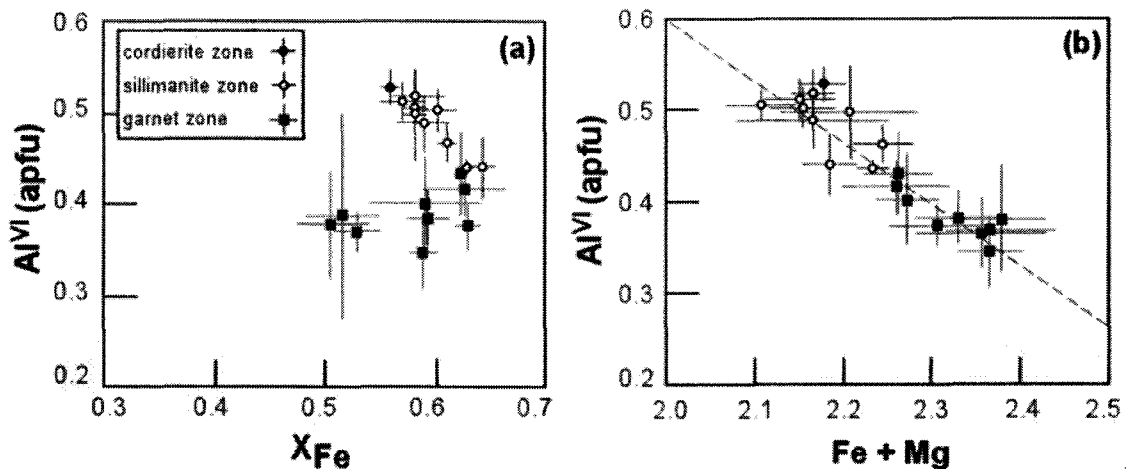 0.6
0.5
0.4
0.3
0.2
Al^VI (apfu)
cordierite zone
sillimanite zone
garnet zone
(a)
0.3 0.4 0.5 0.6 0.7
X_Fe
0.6
0.5
0.4
0.3
0.2
Al^VI (apfu)
(b)
2.0 2.1 2.2 2.3 2.4 2.5
Fe + Mg